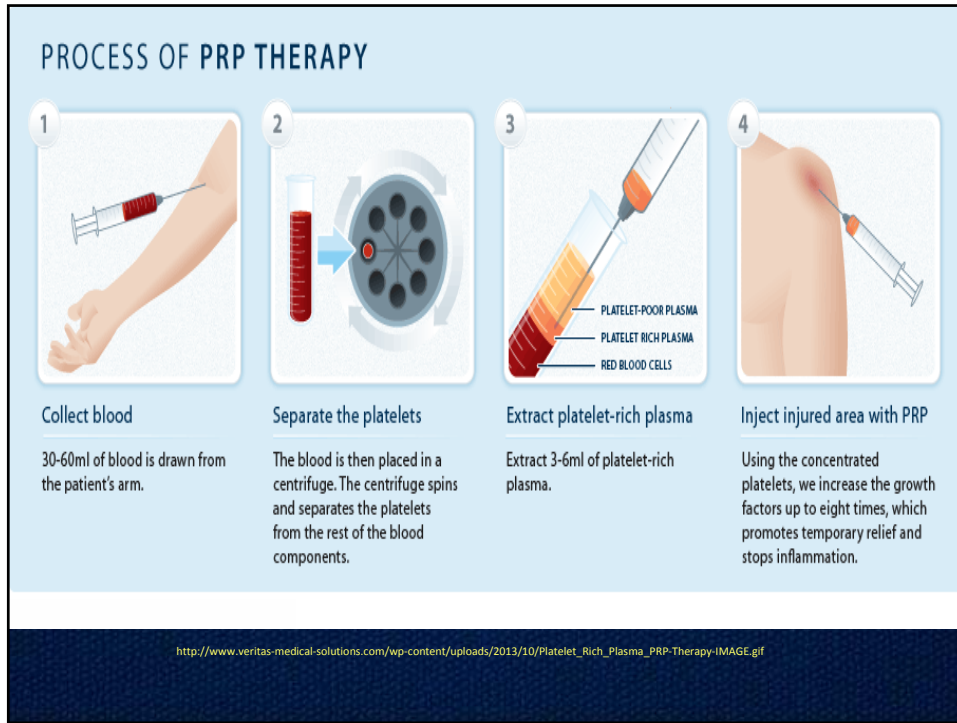 PROCESS OF PRP THERAPY
1
2
3
4
PLATELET-POOR PLASMA
PLATELET RICH PLASMA
RED BLOOD CELLS
Collect blood
30-60ml of blood is drawn from
the patient's arm.
Separate the platelets
The blood is then placed in a
centrifuge. The centrifuge spins
and separates the platelets
from the rest of the blood
components.
Extract platelet-rich plasma
Extract 3-6ml of platelet-rich
plasma.
Inject injured area with PRP
Using the concentrated
platelets, we increase the growth
factors up to eight times, which
promotes temporary relief and
stops inflammation.
http://www.veritas-medical-solutions.com/wp-content/uploads/2013/10/Platelet_Rich_Plasma_PRP-Therapy-IMAGE.gif